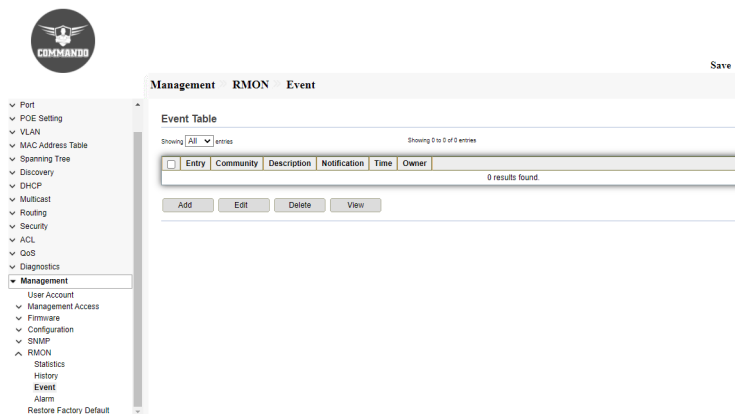 COMMANDO
Save
Management RMON Event
Port
POE Setting
VLAN
MAC Address Table
Spanning Tree
Discovery
DHCP
Multicast
Routing
Security
ACL
QoS
Diagnostics
Management
User Account
Management Access
Firmware
Configuration
SNMP
RMON
Statistics
History
Event
Alarm
Restore Factory Default
Event Table
Showing All entries Showing 0 to 0 of 0 entries
Entry Community Description Notification Time Owner
0 results found.
Add Edit Delete View